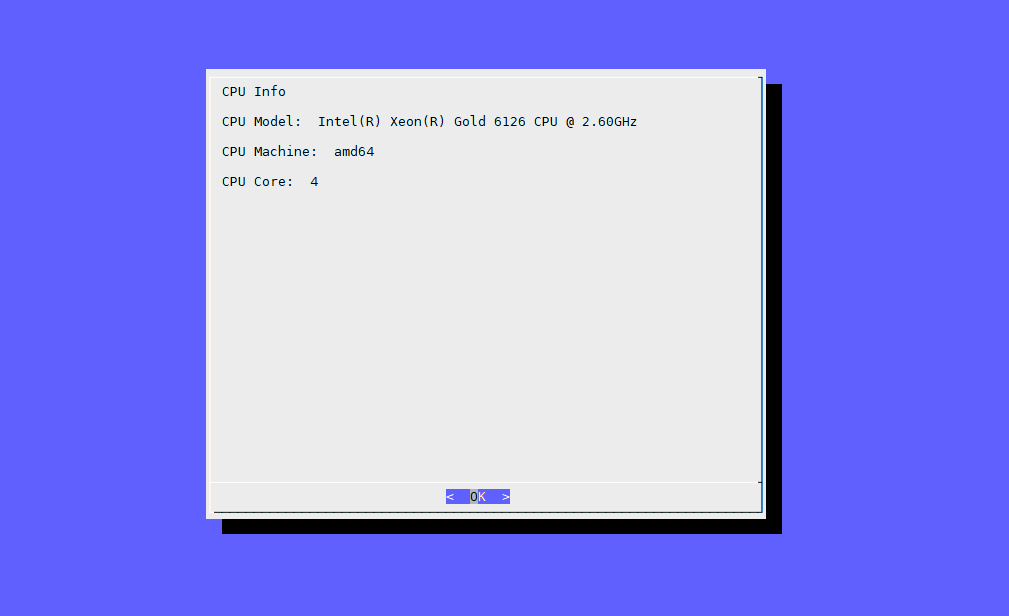 CPU Info
CPU Model:  Intel(R) Xeon(R) Gold 6126 CPU @ 2.60GHz
CPU Machine:  amd64
CPU Core:  4
<  OK  >